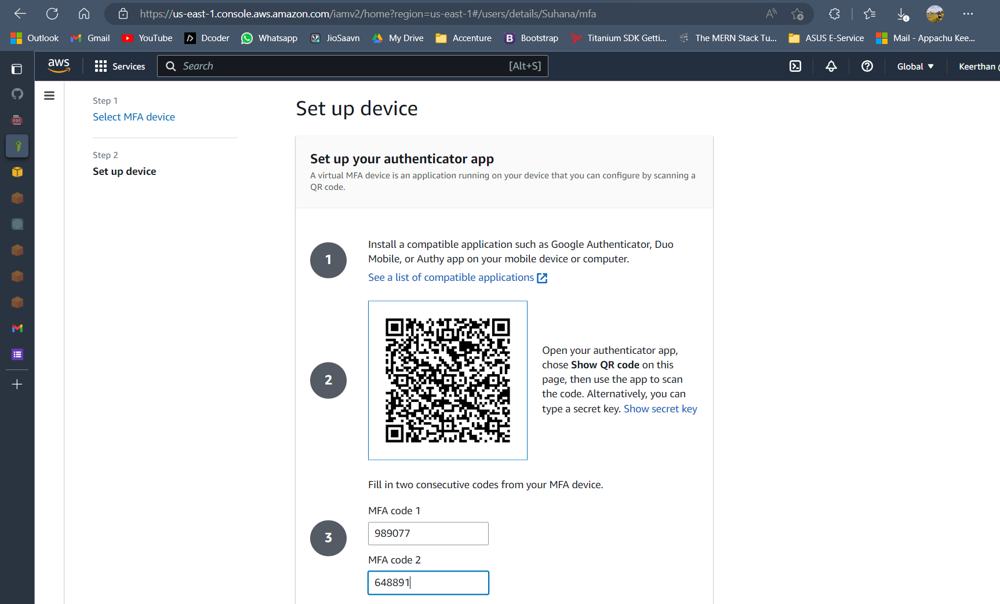 https://us-east-1.console.aws.amazon.com/iamv2/home?region=us-east-1#/users/details/Suhana/mfa
Outlook Gmail YouTube Dcoder Whatsapp JioSaavn My Drive Accenture Bootstrap Titanium SDK Getti... The MERN Stack Tu... ASUS E-Service Mail - Appachu Kee...
aws Services Search [Alt+S] Global Keerthan
Step 1
Select MFA device
Step 2
Set up device
Set up device
Set up your authenticator app
A virtual MFA device is an application running on your device that you can configure by scanning a
QR code.
1
Install a compatible application such as Google Authenticator, Duo
Mobile, or Authy app on your mobile device or computer.
See a list of compatible applications
2
Open your authenticator app,
chose Show QR code on this
page, then use the app to scan
the code. Alternatively, you can
type a secret key. Show secret key
Fill in two consecutive codes from your MFA device.
3
MFA code 1
989077
MFA code 2
648891